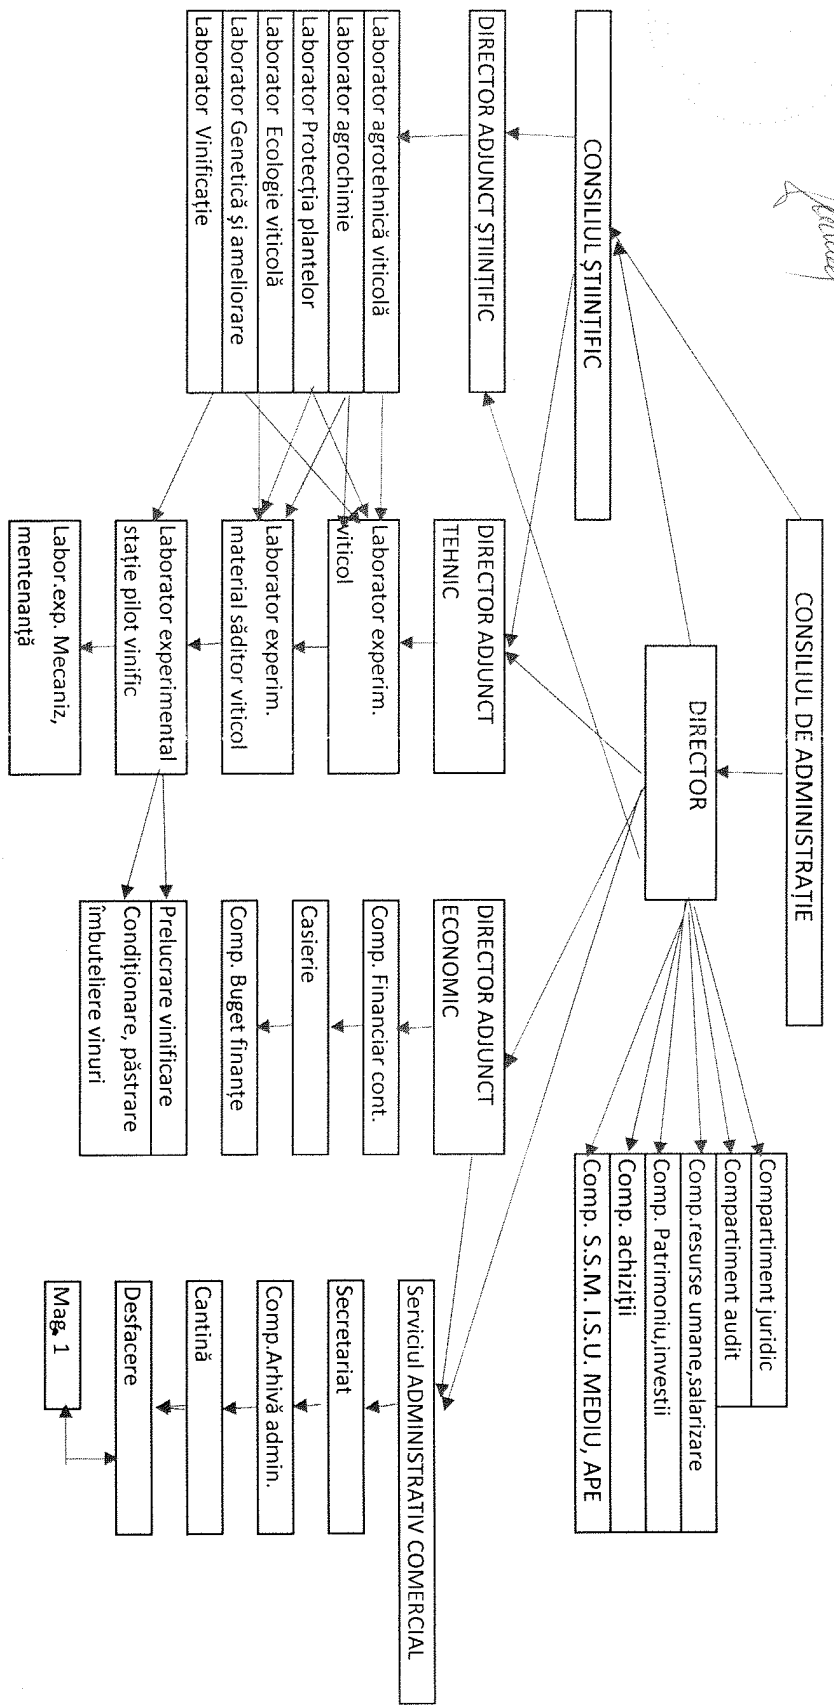 CONSILIUL DE ADMINISTRAȚIE
CONSILIUL ȘTIINȚIFIC
DIRECTOR
Compartiment juridic
Compartiment audit
Comp.resurse umane,salarizare
Comp. Patrimoniu,investii
Comp. achiziții
Comp. S.S.M. I.S.U. MEDIU, APE
DIRECTOR ADJUNCT ȘTIINȚIFIC
Laborator agrotehnică viticolă
Laborator agrochimie
Laborator Protecția plantelor
Laborator Ecologie viticolă
Laborator Genetică și ameliorare
Laborator Vinificație
DIRECTOR ADJUNCT
TEHNIC
Laborator experim.
viticol
Laborator experim.
material săditor viticol
Laborator experimental
stație pilot vinific
Labor.exp. Mecaniz,
mentenanță
DIRECTOR ADJUNCT
ECONOMIC
Comp. Financiar cont.
Casierie
Comp. Buget finanțe
Prelucrare vinificare
Condiționare, păstrare
îmbuteliere vinuri
Serviciul ADMINISTRATIV COMERCIAL
Secretariat
Comp.Arhivă admin.
Cantină
Desfacere
Mag. 1